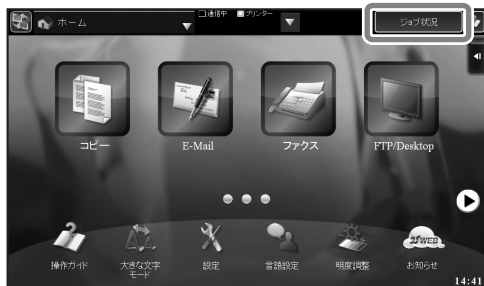 ホーム
通信中
プリンター
ジョブ状況
コピー
E-Mail
ファクス
FTP/Desktop
操作ガイド
大きな文字
モード
設定
言語設定
明度調整
お知らせ
14:41